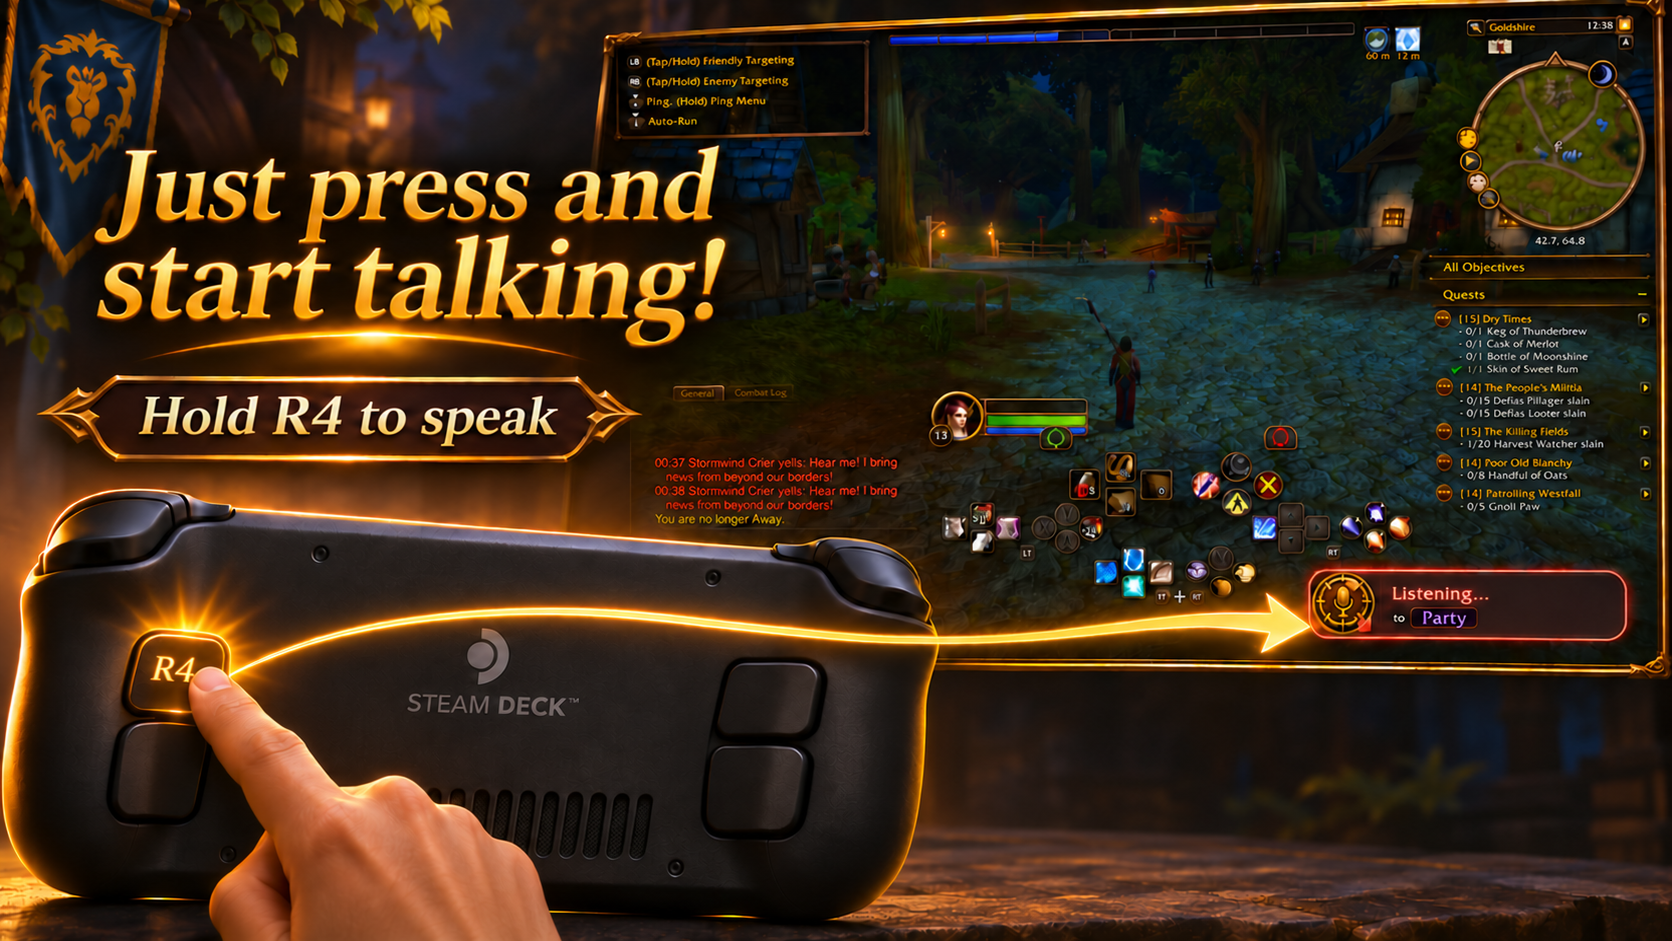 Just press and
start talking!
Hold R4 to speak
R4
STEAM DECK™
LB (Tap/Hold) Friendly Targeting
RB (Tap/Hold) Enemy Targeting
Ping, (Hold) Ping Menu
Auto-Run
60 m 12 m
Goldshire 12:38
A
42.7, 64.8
All Objectives
Quests
[15] Dry Times
- 0/1 Keg of Thunderbrew
- 0/1 Cask of Merlot
- 0/1 Bottle of Moonshine
1/1 Skin of Sweet Rum
[14] The People's Militia
- 0/15 Defias Pillager slain
- 0/15 Defias Looter slain
[15] The Killing Fields
- 1/20 Harvest Watcher slain
[14] Poor Old Blanchy
- 0/8 Handful of Oats
[14] Patrolling Westfall
- 0/5 Gnoll Paw
General Combat Log
00:37 Stormwind Crier yells: Hear me! I bring
news from beyond our borders!
00:38 Stormwind Crier yells: Hear me! I bring
news from beyond our borders!
You are no longer Away.
13
X Y A
LT
RT
Y
+ RT
Listening...
to Party